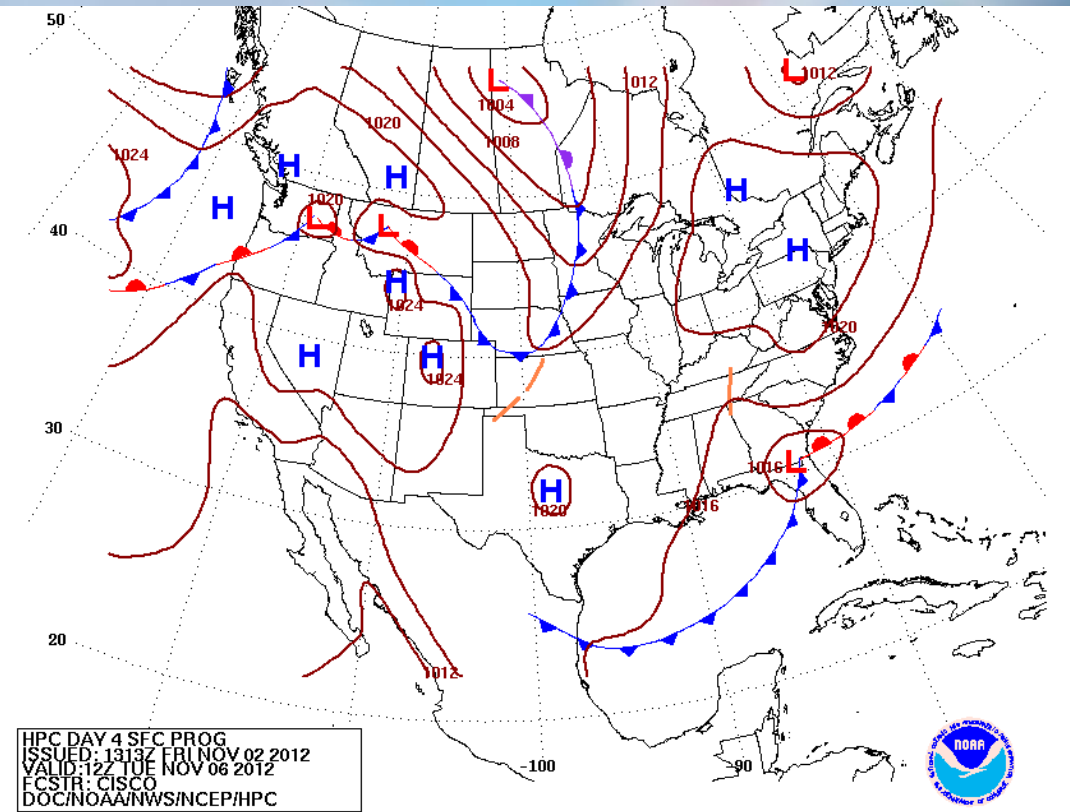 50
L 1012
L
1004
1012
1020
1008
1024
H
H
H
H
1020
L
L
40
H
H
1024
1020
H
H
1024
30
L
1016
H
1020
1016
20
1012
-100
-90
HPC DAY 4 SFC PROG
ISSUED: 1313Z FRI NOV 02 2012
VALID:12Z TUE NOV 06 2012
FCSTR: CISCO
DOC/NOAA/NWS/NCEP/HPC
NOAA